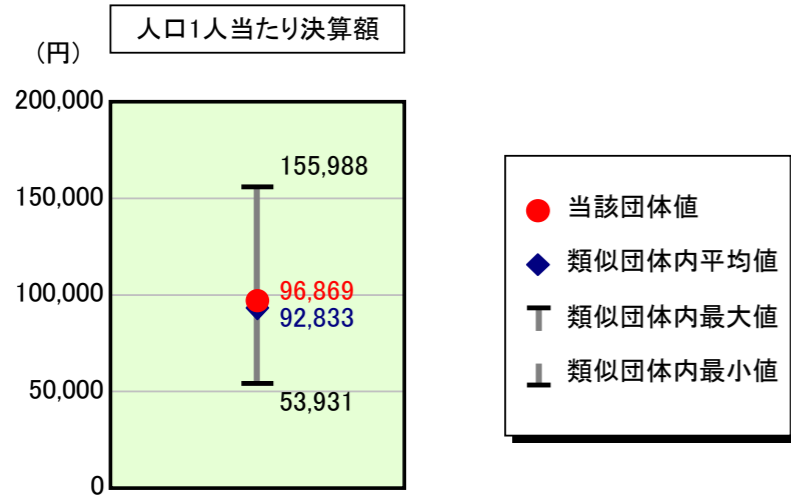 人口1人当たり決算額
(円)
200,000
150,000
100,000
50,000
0
155,988
96,869
92,833
53,931
当該団体値
類似団体内平均値
類似団体内最大値
類似団体内最小値